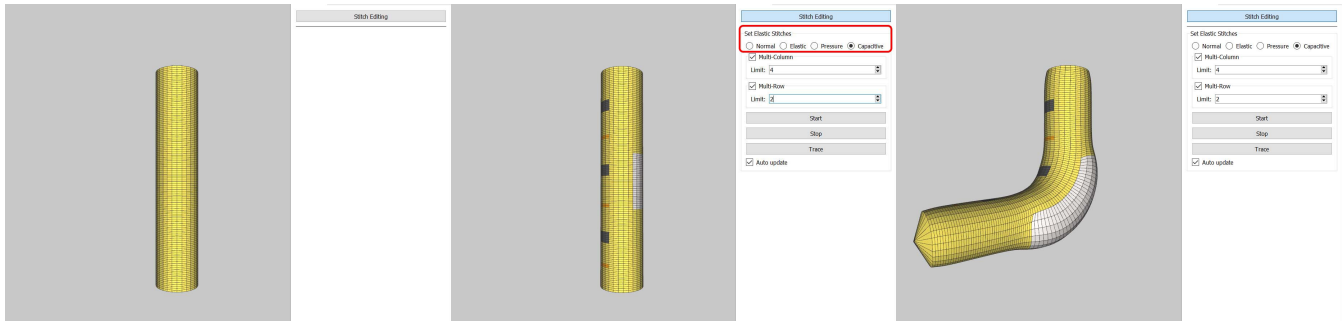 Stitch Editing
Stitch Editing
Set Elastic Stitches
Normal Elastic Pressure Capacitive
Multi-Column
Limit: 4
Multi-Row
Limit: 2
Start
Stop
Trace
Auto update
Stitch Editing
Set Elastic Stitches
Normal Elastic Pressure Capacitive
Multi-Column
Limit: 4
Multi-Row
Limit: 2
Start
Stop
Trace
Auto update